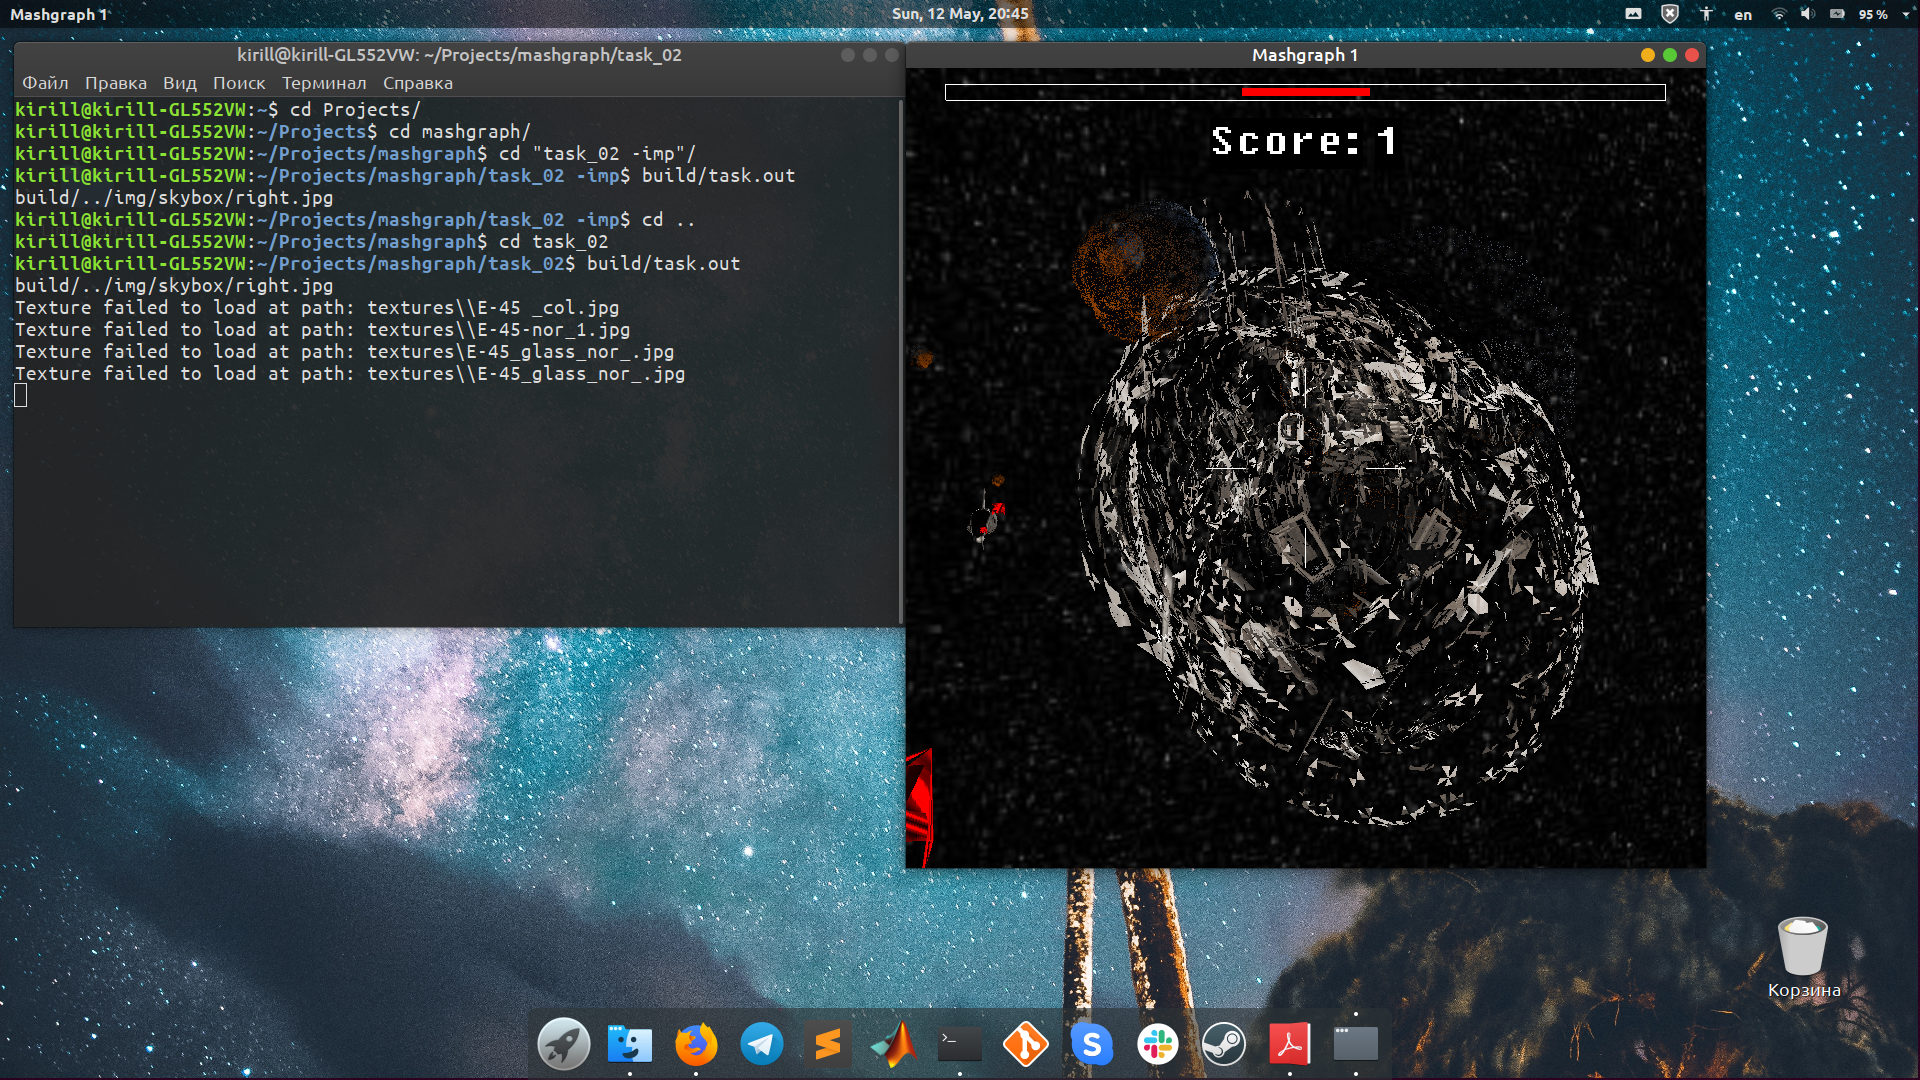 Mashgraph 1
Sun, 12 May, 20:45
en
95 %
kirill@kirill-GL552VW: ~/Projects/mashgraph/task_02
Файл Правка Вид Поиск Терминал Справка
kirill@kirill-GL552VW:~$ cd Projects/
kirill@kirill-GL552VW:~/Projects$ cd mashgraph/
kirill@kirill-GL552VW:~/Projects/mashgraph$ cd "task_02 -imp"/
kirill@kirill-GL552VW:~/Projects/mashgraph/task_02 -imp$ build/task.out
build/../img/skybox/right.jpg
kirill@kirill-GL552VW:~/Projects/mashgraph/task_02 -imp$ cd ..
kirill@kirill-GL552VW:~/Projects/mashgraph$ cd task_02
kirill@kirill-GL552VW:~/Projects/mashgraph/task_02$ build/task.out
build/../img/skybox/right.jpg
Texture failed to load at path: textures\\E-45 _col.jpg
Texture failed to load at path: textures\\E-45-nor_1.jpg
Texture failed to load at path: textures\E-45_glass_nor_.jpg
Texture failed to load at path: textures\\E-45_glass_nor_.jpg
Mashgraph 1
Score: 1
Корзина